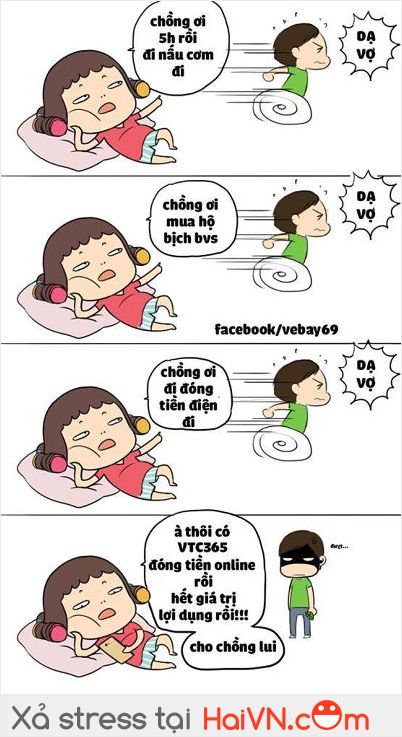 chồng ơi
5h rồi
đi nấu cơm
đi
DẠ
VỢ
chồng ơi
mua hộ
bịch bvs
DẠ
VỢ
facebook/vebay69
chồng ơi
đi đóng
tiền điện
đi
DẠ
VỢ
à thôi có
VTC365
đóng tiền online
rồi
hết giá trị
lợi dụng rồi!!!
cho chồng lui
được...
Xả stress tại HaiVN.com